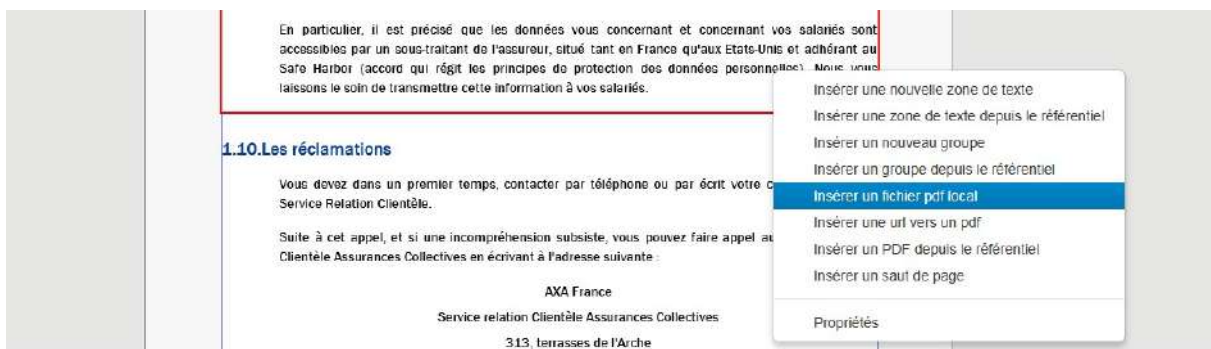 En particulier, il est précisé que les données vous concernant et concernant vos salariés sont
accessibles par un sous-traitant de l'assureur, situé tant en France qu'aux Etats-Unis et adhérant au
Safe Harbor (accord qui régit les principes de protection des données personnelles). Nous vous
laissons le soin de transmettre cette information à vos salariés.
1.10.Les réclamations
Vous devez dans un premier temps, contacter par téléphone ou par écrit votre
Service Relation Clientèle.
Suite à cet appel, et si une incompréhension subsiste, vous pouvez faire appel au
Clientèle Assurances Collectives en écrivant à l'adresse suivante :
AXA France
Service relation Clientèle Assurances Collectives
313, terrasses de l'Arche
Insérer une nouvelle zone de texte
Insérer une zone de texte depuis le référentiel
Insérer un nouveau groupe
Insérer un groupe depuis le référentiel
Insérer un fichier pdf local
Insérer une url vers un pdf
Insérer un PDF depuis le référentiel
Insérer un saut de page
Propriétés